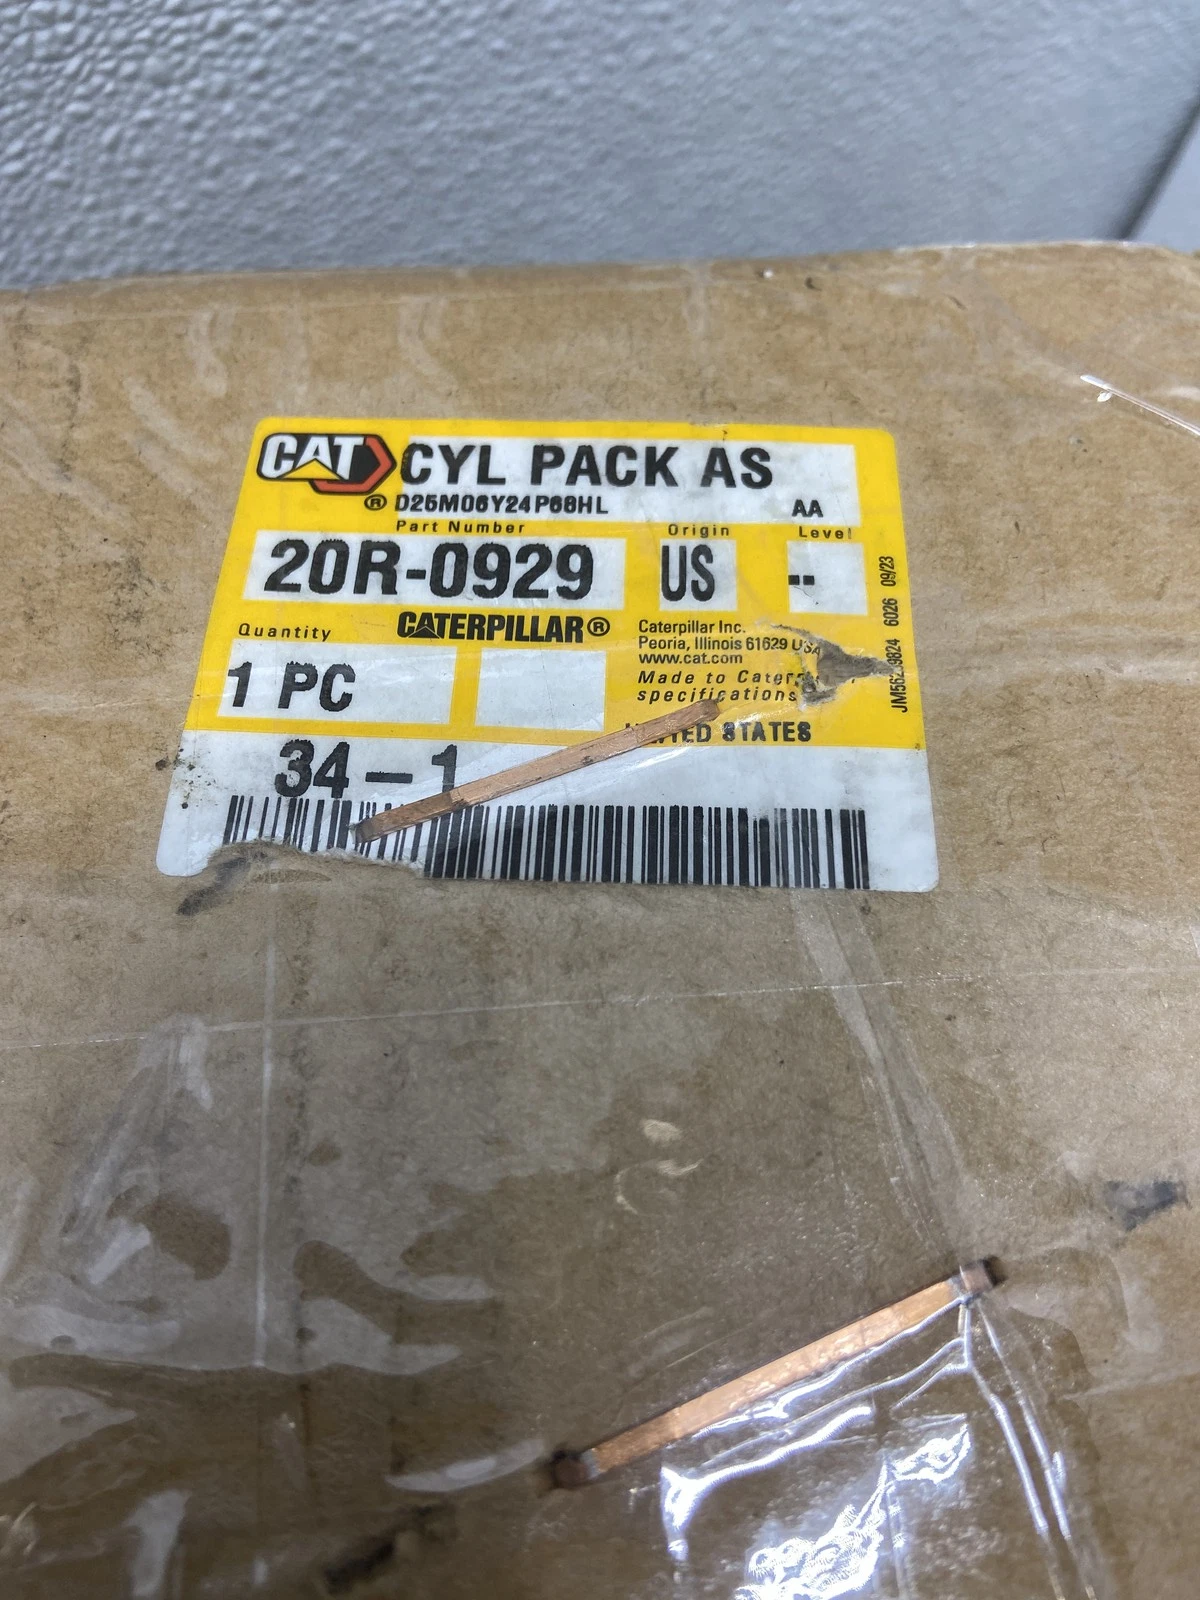 CAT CYL PACK AS
® D25M06Y24P68HL AA
Part Number Origin Level
20R-0929 US --
Quantity CATERPILLAR®
1 PC
Caterpillar Inc.
Peoria, Illinois 61629 USA
www.cat.com
Made to
specifications
STATES
34-1
6026 09/23